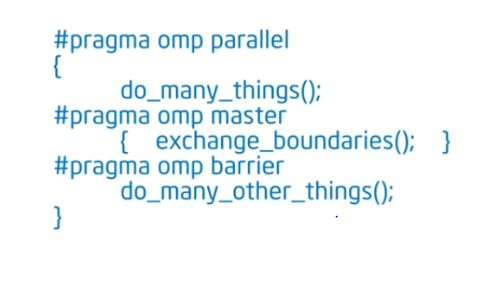 #pragma omp parallel
{
do_many_things();
#pragma omp master
{ exchange_boundaries(); }
#pragma omp barrier
do_many_other_things();
}